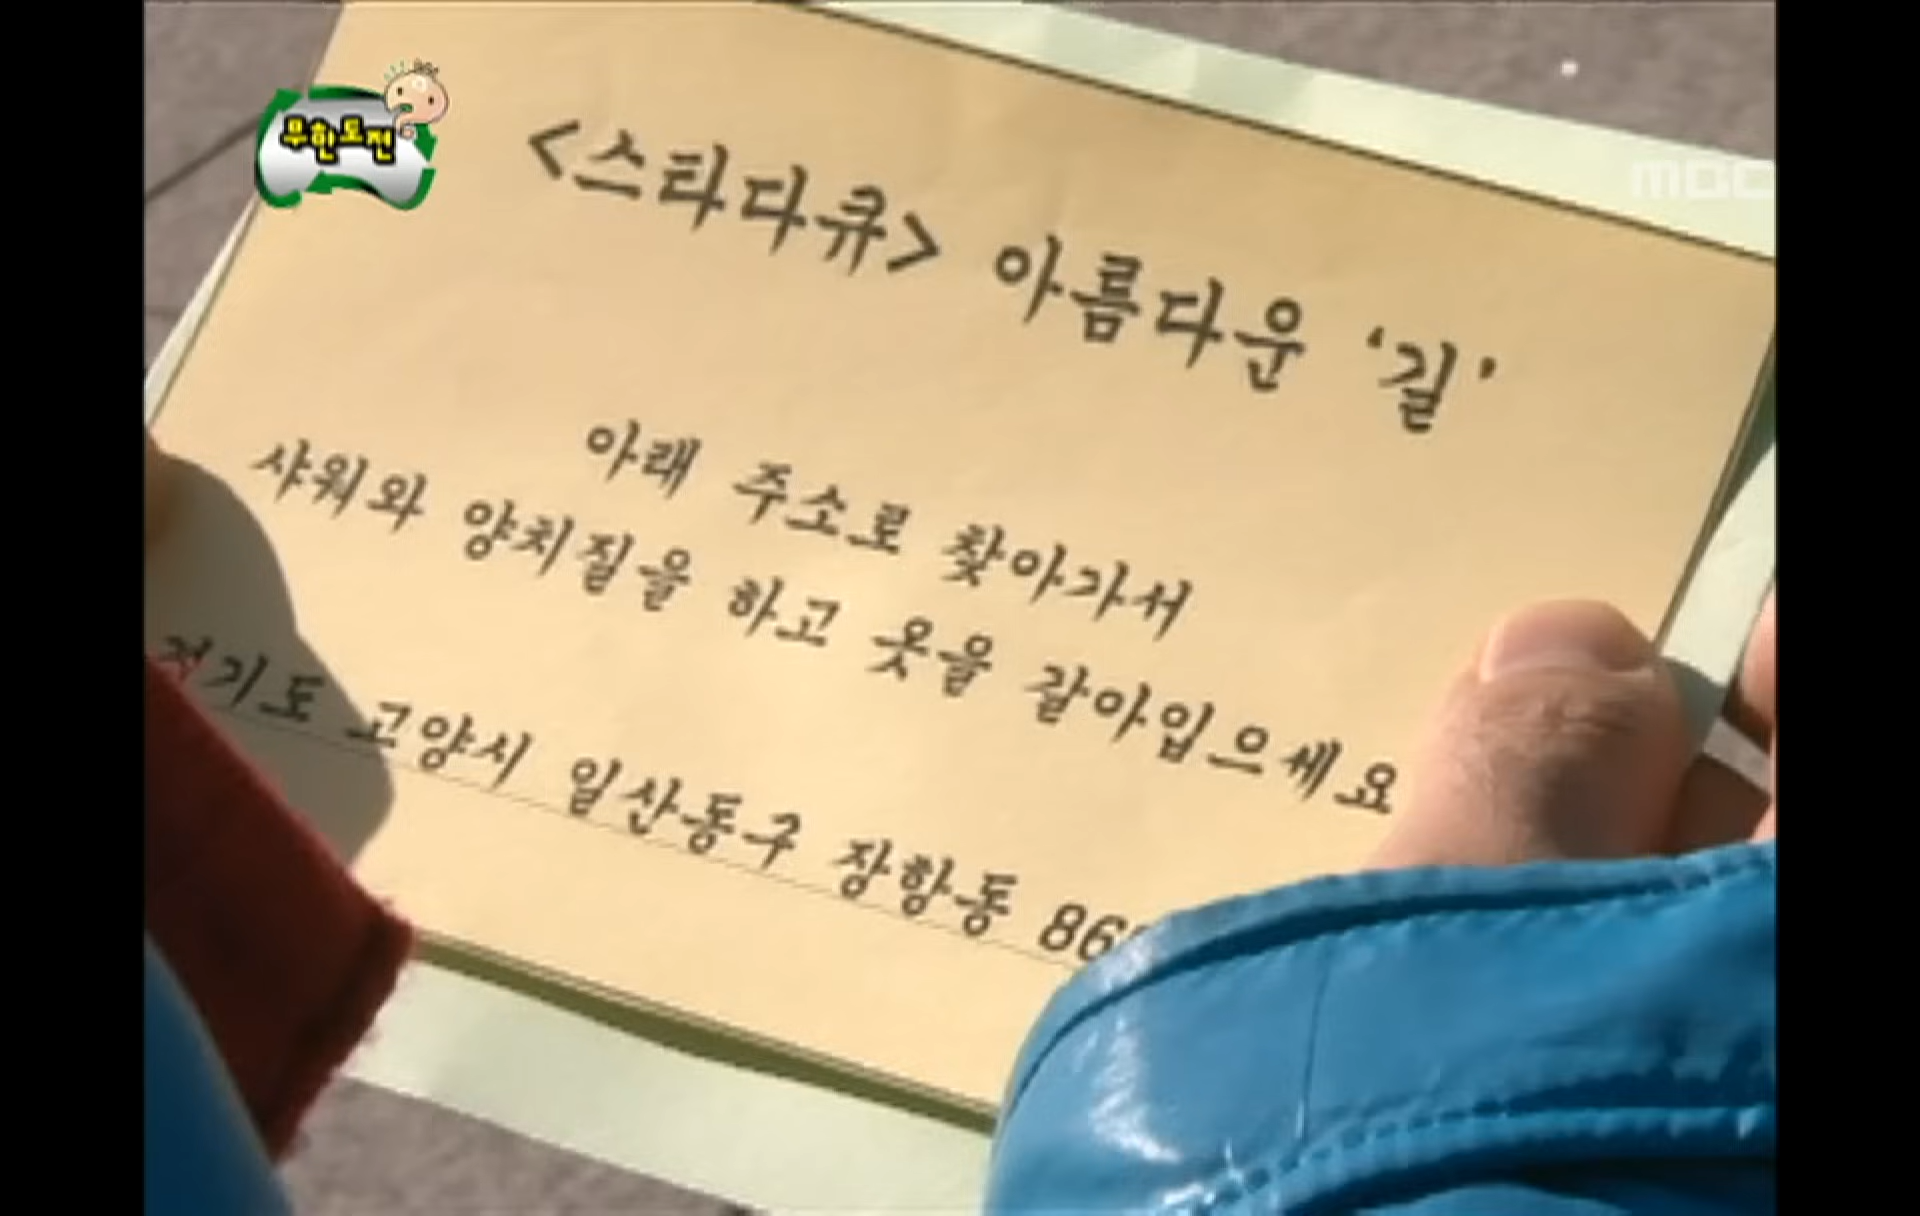 무한도전
MBC
<스타다큐> 아름다운 '길'
아래 주소로 찾아가서
샤워와 양치질을 하고 옷을 갈아입으세요
경기도 고양시 일산동구 장항동